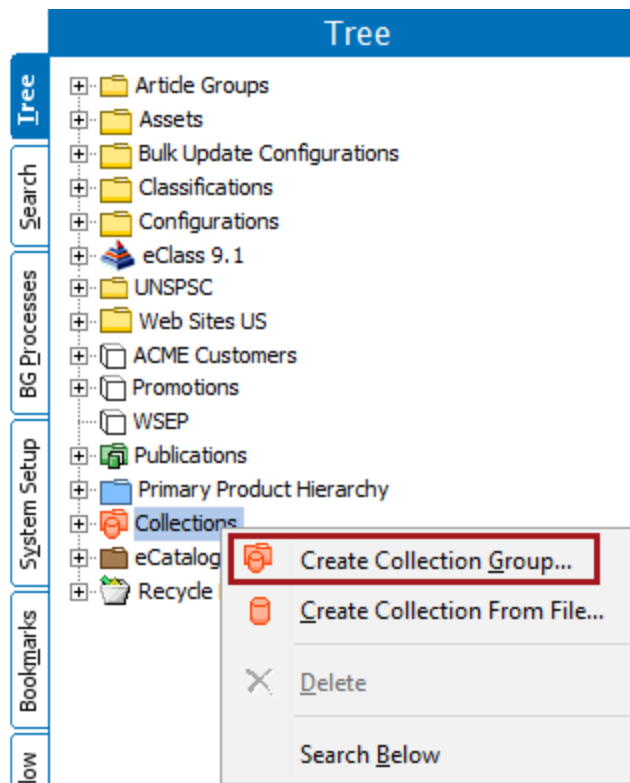 Tree
Tree
Search
BG Processes
System Setup
Bookmarks
Article Groups
Assets
Bulk Update Configurations
Classifications
Configurations
eClass 9.1
UNSPSC
Web Sites US
ACME Customers
Promotions
WSEP
Publications
Primary Product Hierarchy
Collections
eCatalog
Recycle
Create Collection Group...
Create Collection From File...
Delete
Search Below